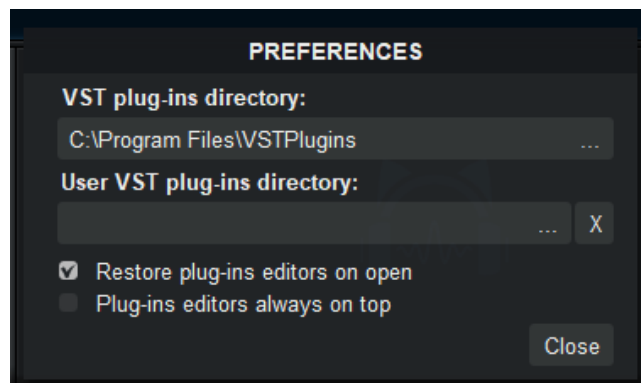 PREFERENCES
VST plug-ins directory:
C:\Program Files\VSTPlugins ...
User VST plug-ins directory:
... X
Restore plug-ins editors on open
Plug-ins editors always on top
Close